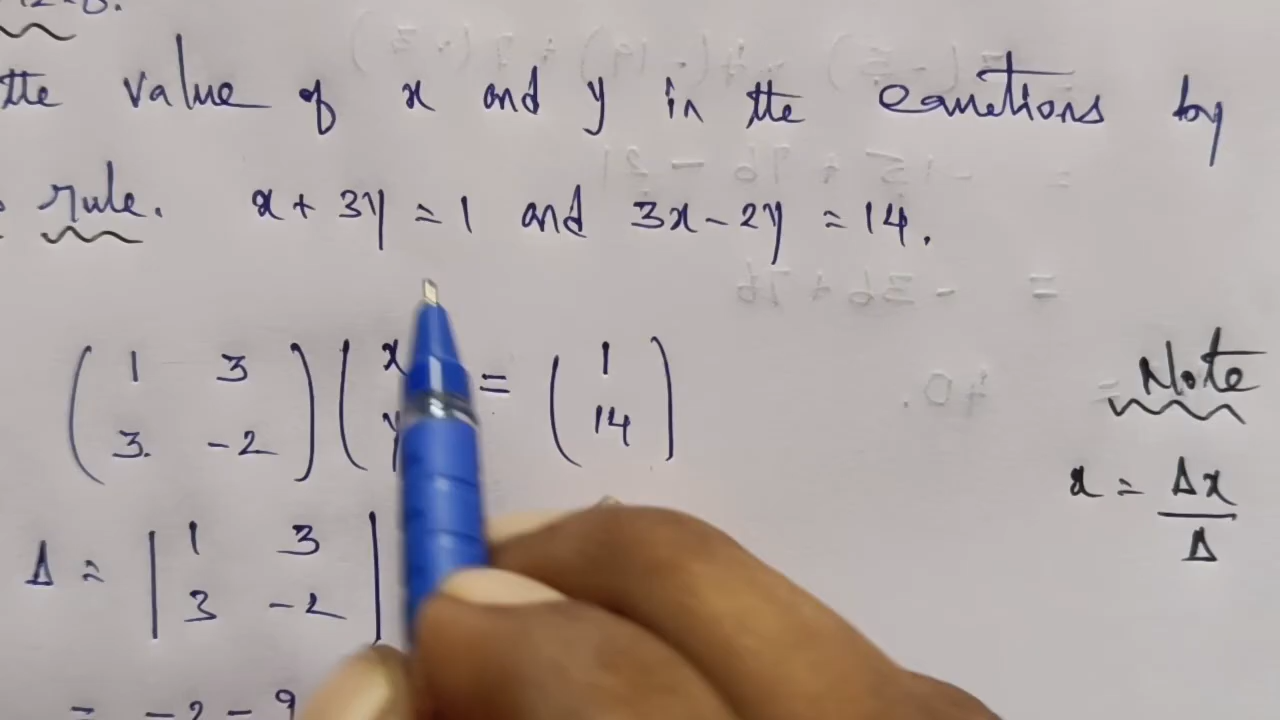 the value of x and y in the equations by
rule. x + 3y = 1 and 3x - 2y = 14.
( 1 3 ) ( x ) = ( 1 )
( 3. -2 ) ( y ) ( 14 )
Note
x = Δx / Δ
Δ = | 1 3 |
| 3 -2 |
= -2 - 9